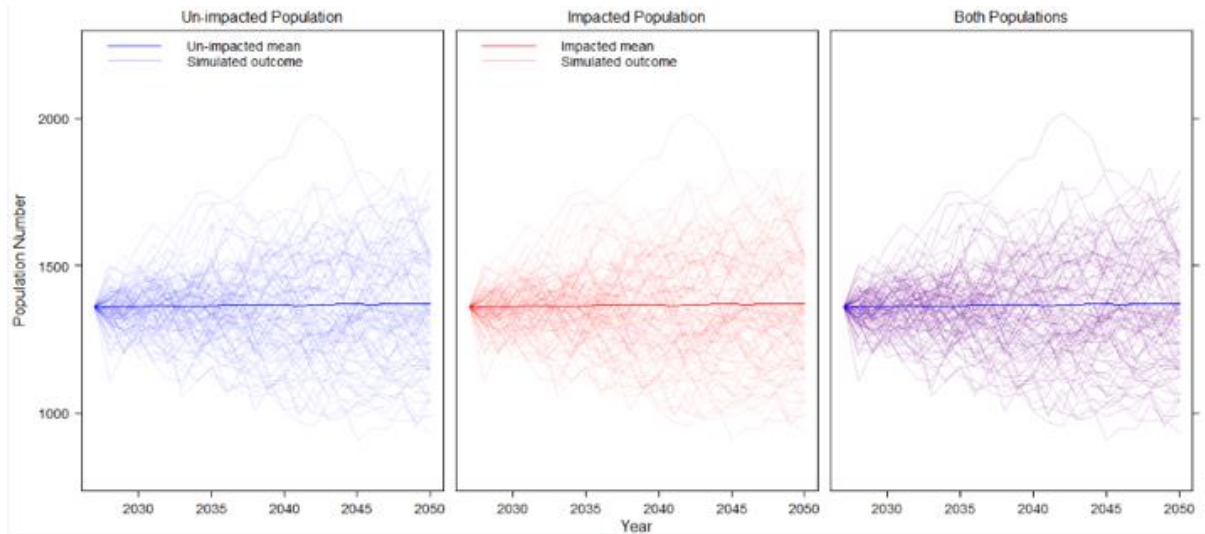 Un-impacted Population
Impacted Population
Both Populations
Un-impacted mean
Simulated outcome
Impacted mean
Simulated outcome
Population Number
2000
1500
1000
2030 2035 2040 2045 2050
2030 2035 2040 2045 2050
2030 2035 2040 2045 2050
Year